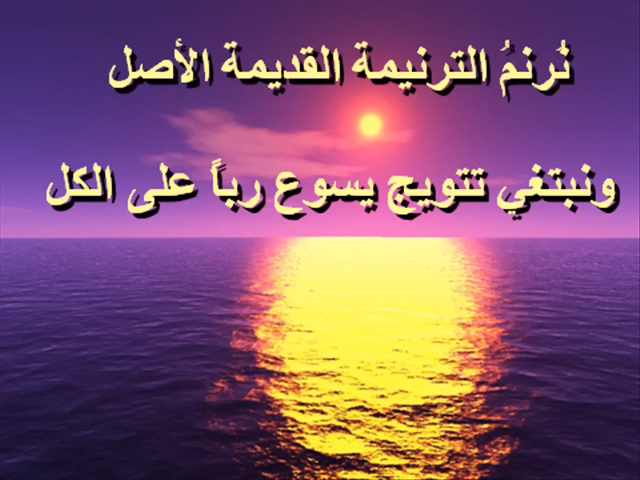 نُرنمُ الترنيمة القديمة الأصل
ونبتغي تتويج يسوع رباً على الكل